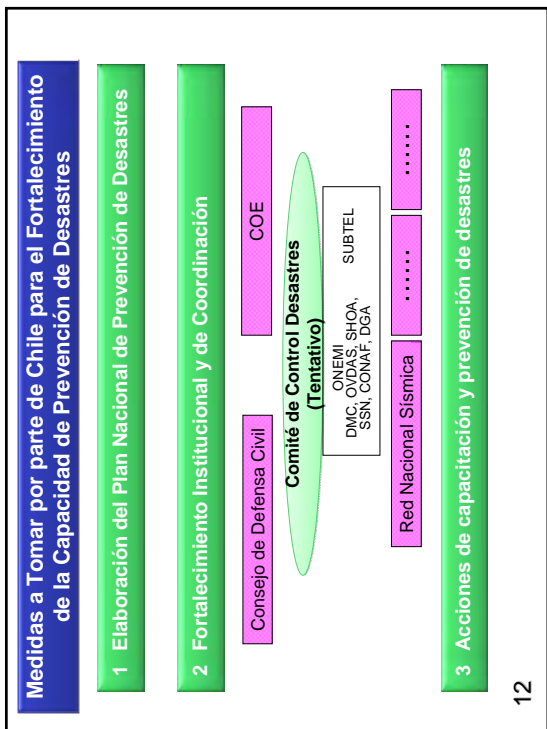 Medidas a Tomar por parte de Chile para el Fortalecimiento
de la Capacidad de Prevención de Desastres
1 Elaboración del Plan Nacional de Prevención de Desastres
2 Fortalecimiento Institucional y de Coordinación
Consejo de Defensa Civil
COE
Comité de Control Desastres
(Tentativo)
ONEMI
DMC, OVDAS, SHOA,
SSN, CONAF, DGA
SUBTEL
Red Nacional Sísmica
......
......
3 Acciones de capacitación y prevención de desastres
12